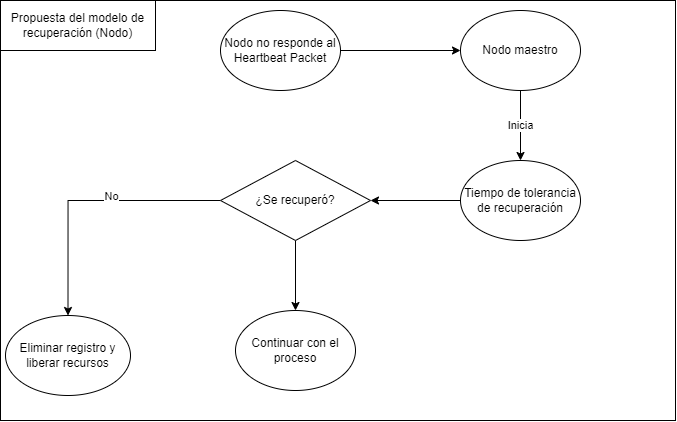 Propuesta del modelo de
recuperación (Nodo)
Nodo no responde al
Heartbeat Packet
Nodo maestro
Inicia
Tiempo de tolerancia
de recuperación
¿Se recuperó?
No
Eliminar registro y
liberar recursos
Continuar con el
proceso